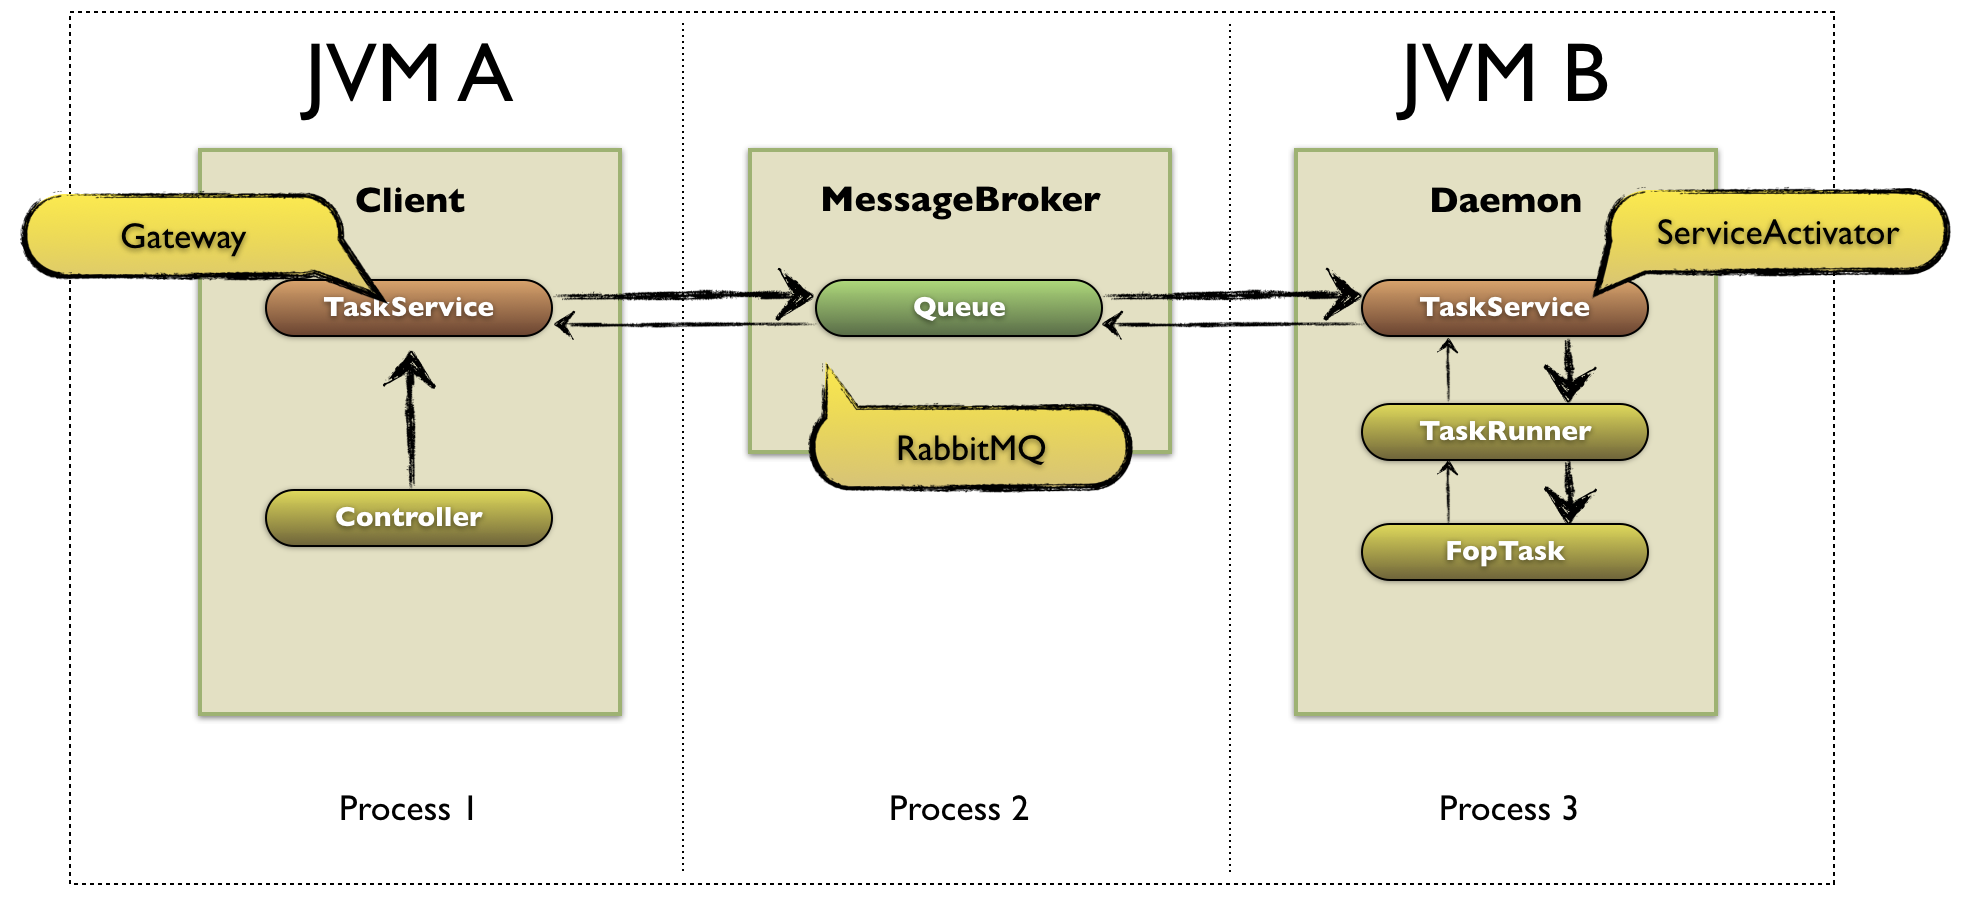 JVM A
JVM B
Client
MessageBroker
Daemon
Gateway
ServiceActivator
TaskService
Queue
TaskService
RabbitMQ
TaskRunner
Controller
FopTask
Process 1
Process 2
Process 3